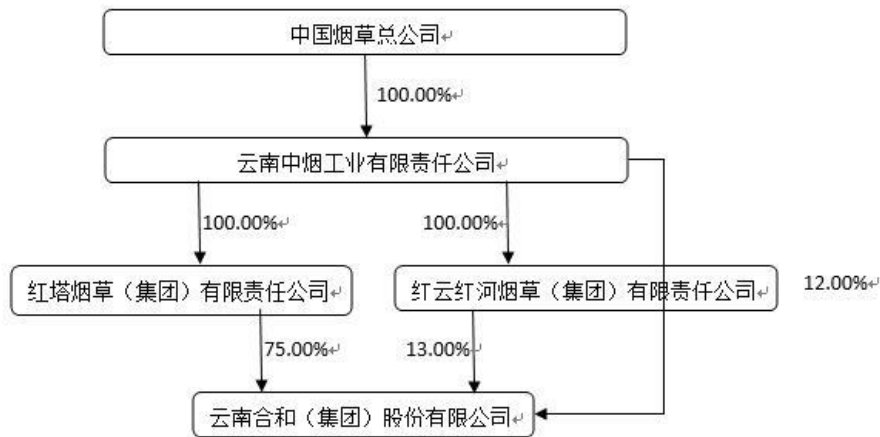 中国烟草总公司
100.00%
云南中烟工业有限责任公司
100.00%
100.00%
红塔烟草（集团）有限责任公司
红云红河烟草（集团）有限责任公司
12.00%
75.00%
13.00%
云南合和（集团）股份有限公司